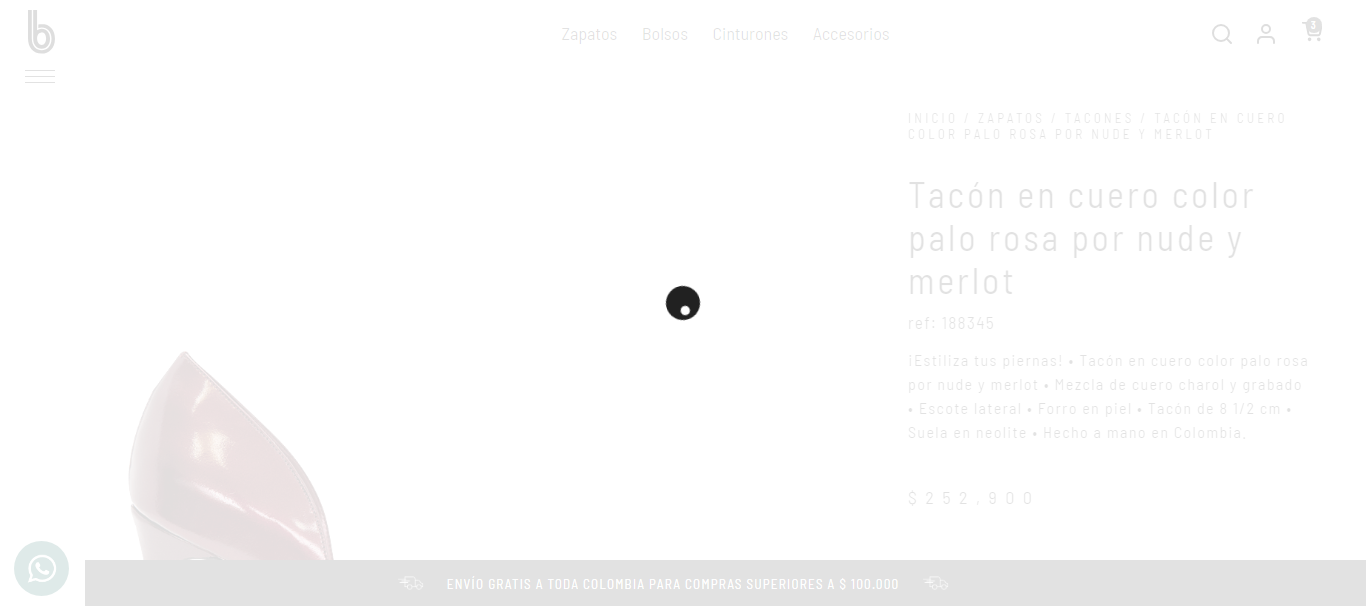 b
Zapatos Bolsos Cinturones Accesorios
3
INICIO / ZAPATOS / TACONES / TACÓN EN CUERO
COLOR PALO ROSA POR NUDE Y MERLOT
Tacón en cuero color
palo rosa por nude y
merlot
ref: 188345
¡Estiliza tus piernas! • Tacón en cuero color palo rosa
por nude y merlot • Mezcla de cuero charol y grabado
• Escote lateral • Forro en piel • Tacón de 8 1/2 cm •
Suela en neolite • Hecho a mano en Colombia.
$252,900
ENVÍO GRATIS A TODA COLOMBIA PARA COMPRAS SUPERIORES A $ 100.000